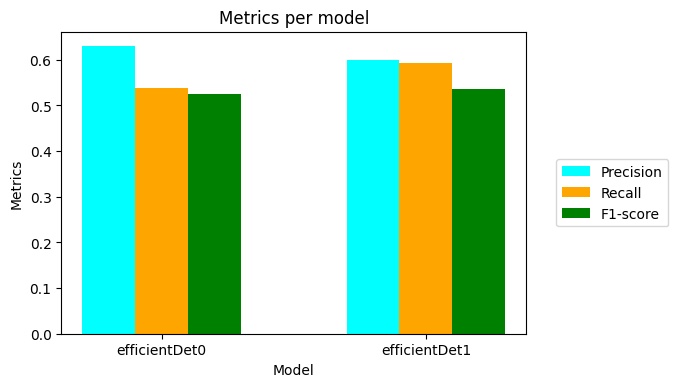 Metrics per model
Metrics
0.6
0.5
0.4
0.3
0.2
0.1
0.0
efficientDet0
efficientDet1
Model
Precision
Recall
F1-score